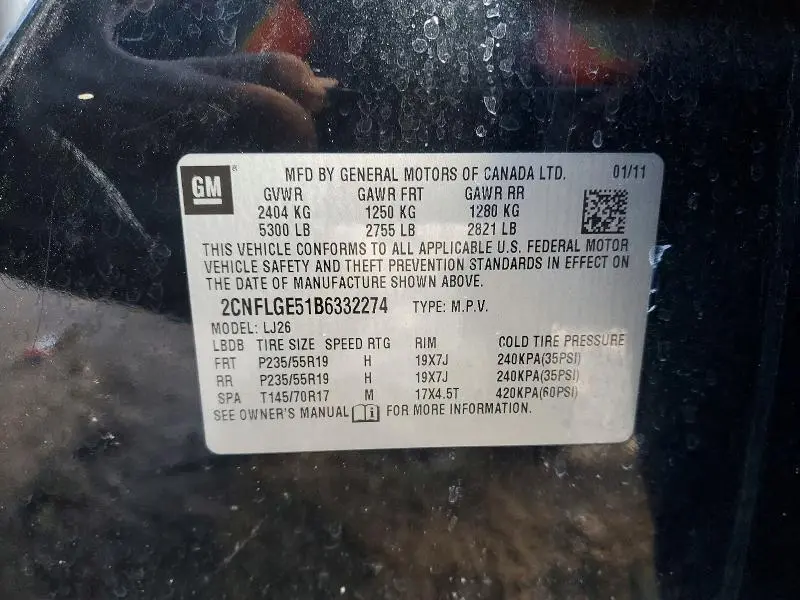 GM ® MFD BY GENERAL MOTORS OF CANADA LTD. 01/11
GVWR GAWR FRT GAWR RR
2404 KG 1250 KG 1280 KG
5300 LB 2755 LB 2821 LB
THIS VEHICLE CONFORMS TO ALL APPLICABLE U.S. FEDERAL MOTOR
VEHICLE SAFETY AND THEFT PREVENTION STANDARDS IN EFFECT ON
THE DATE OF MANUFACTURE SHOWN ABOVE.
2CNFLGE51B6332274 TYPE: M.P.V.
MODEL: LJ26
LBDB TIRE SIZE SPEED RTG RIM COLD TIRE PRESSURE
FRT P235/55R19 H 19X7J 240KPA(35PSI)
RR P235/55R19 H 19X7J 240KPA(35PSI)
SPA T145/70R17 M 17X4.5T 420KPA(60PSI)
SEE OWNER'S MANUAL i FOR MORE INFORMATION.